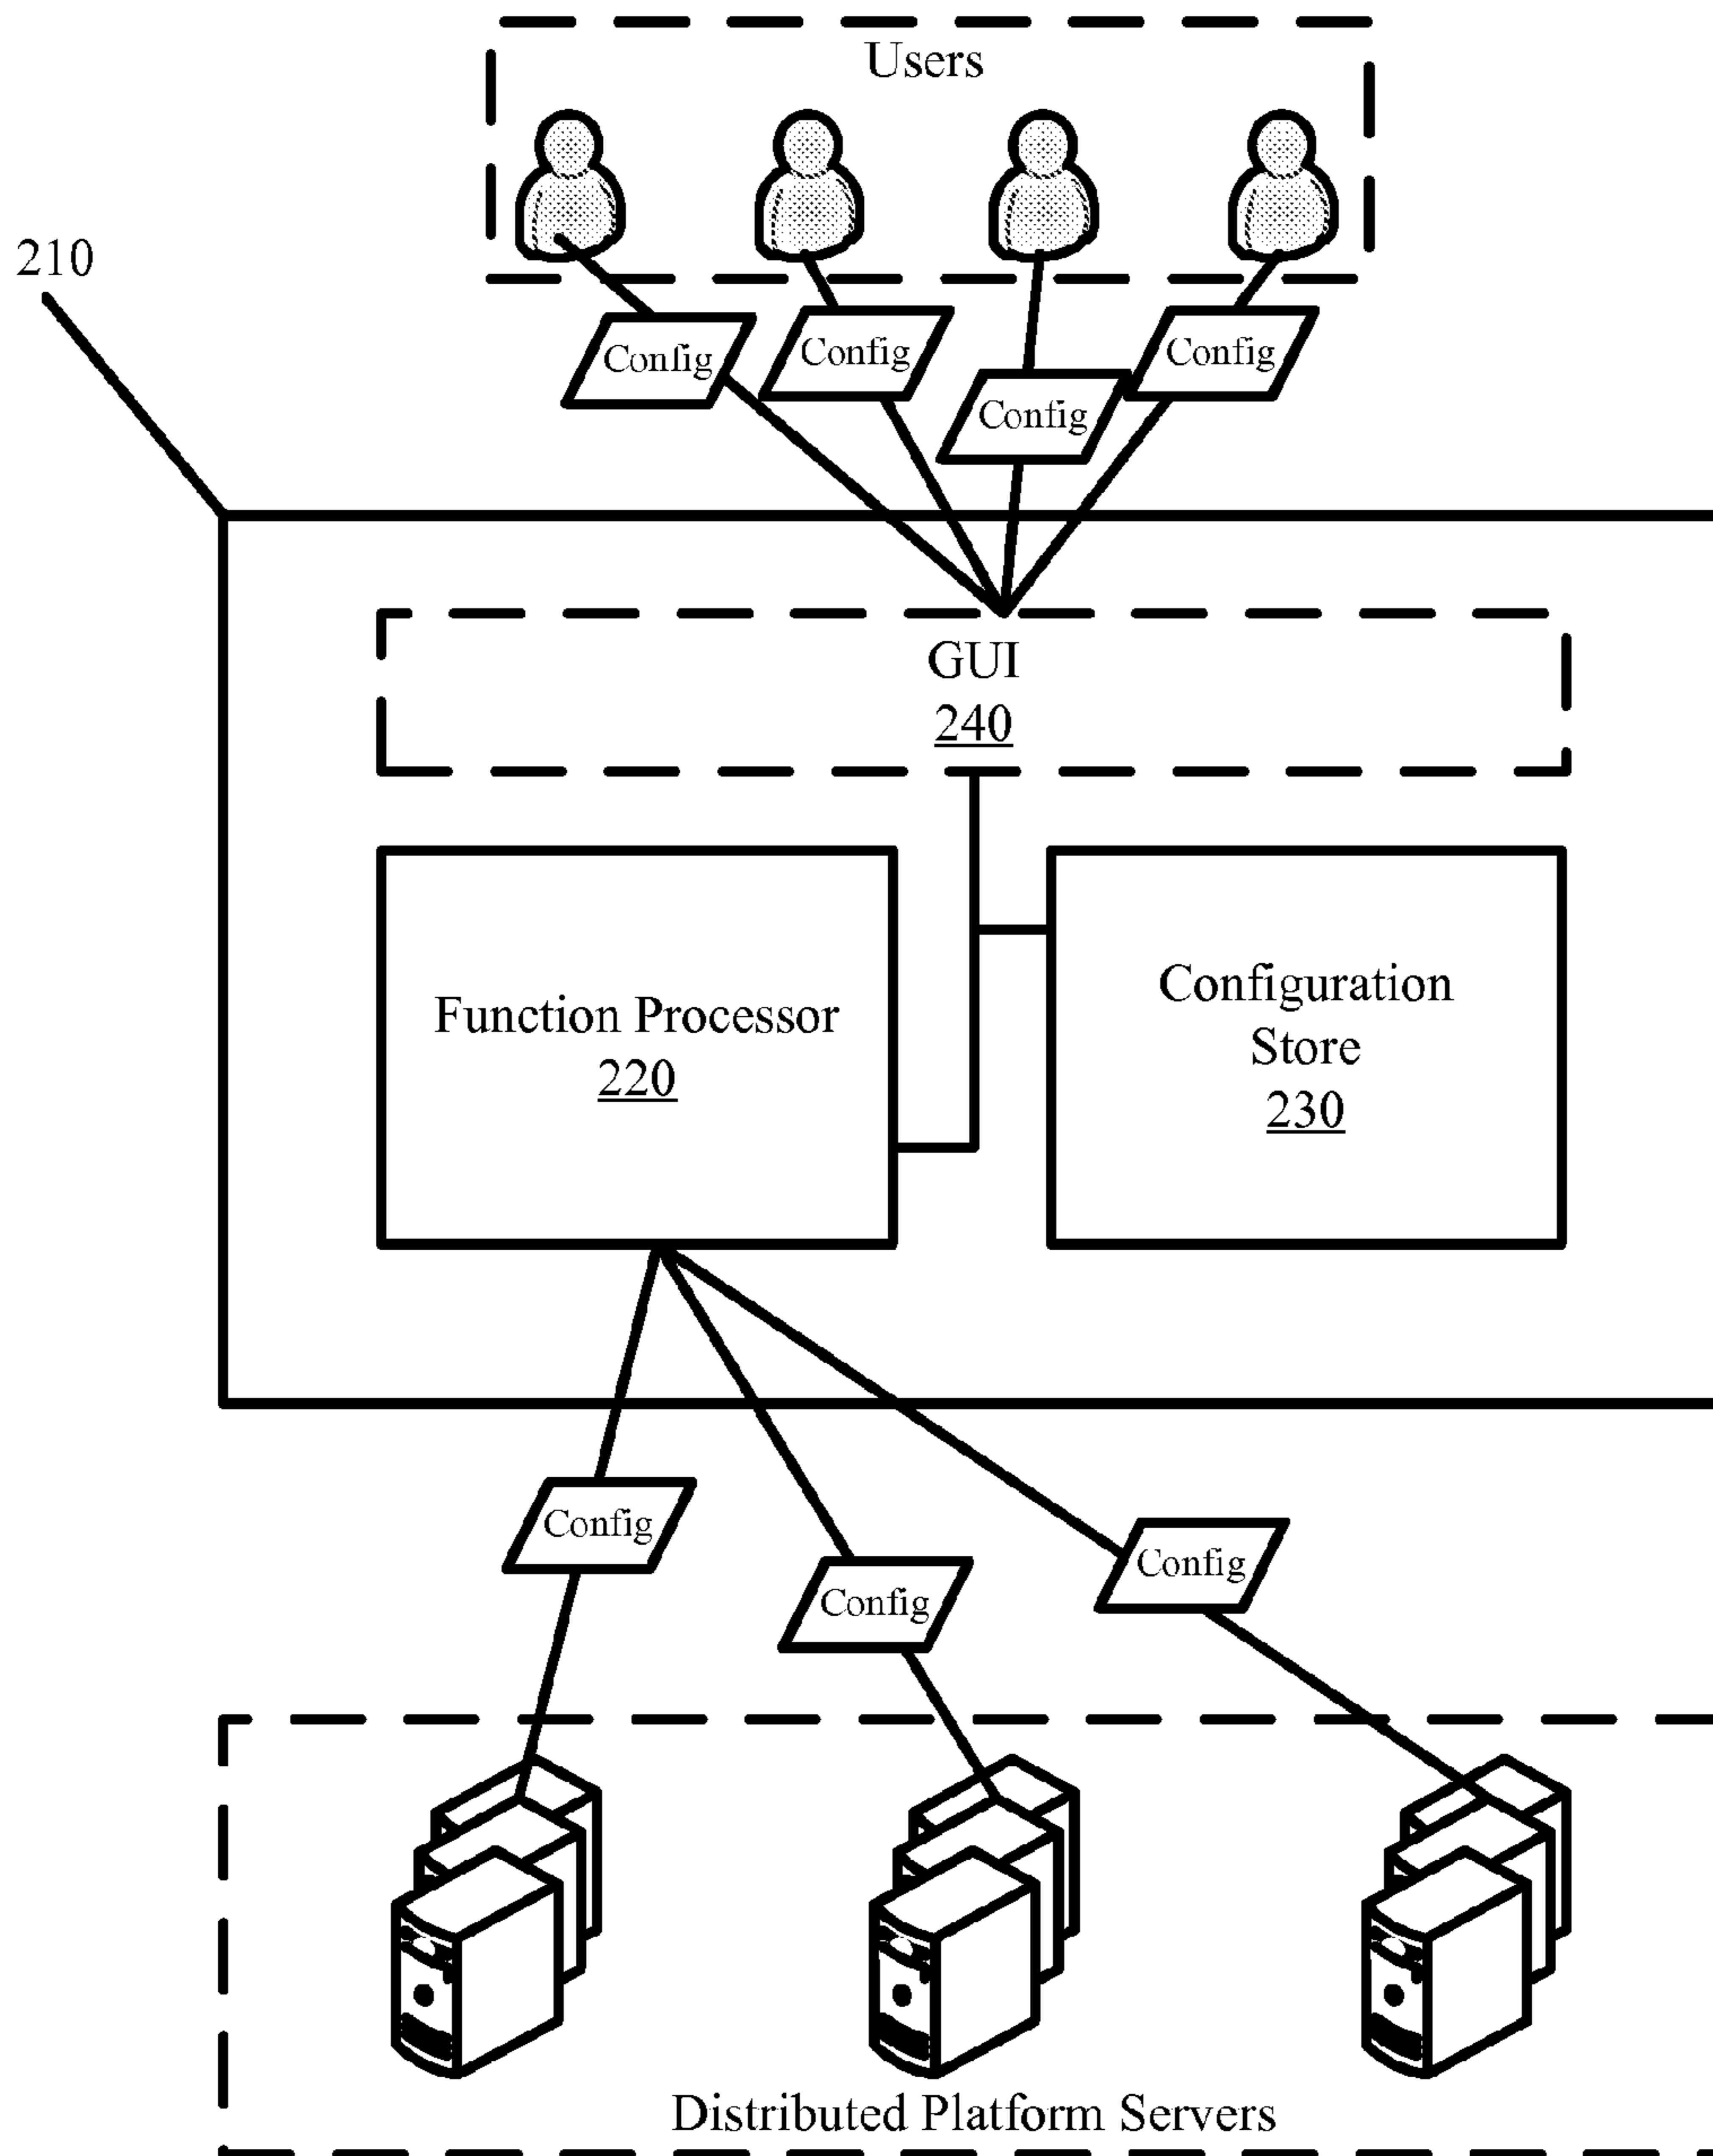 Users
210
Config
Config
Config
Config
GUI
240
Function Processor
220
Configuration
Store
230
Config
Config
Config
Distributed Platform Servers